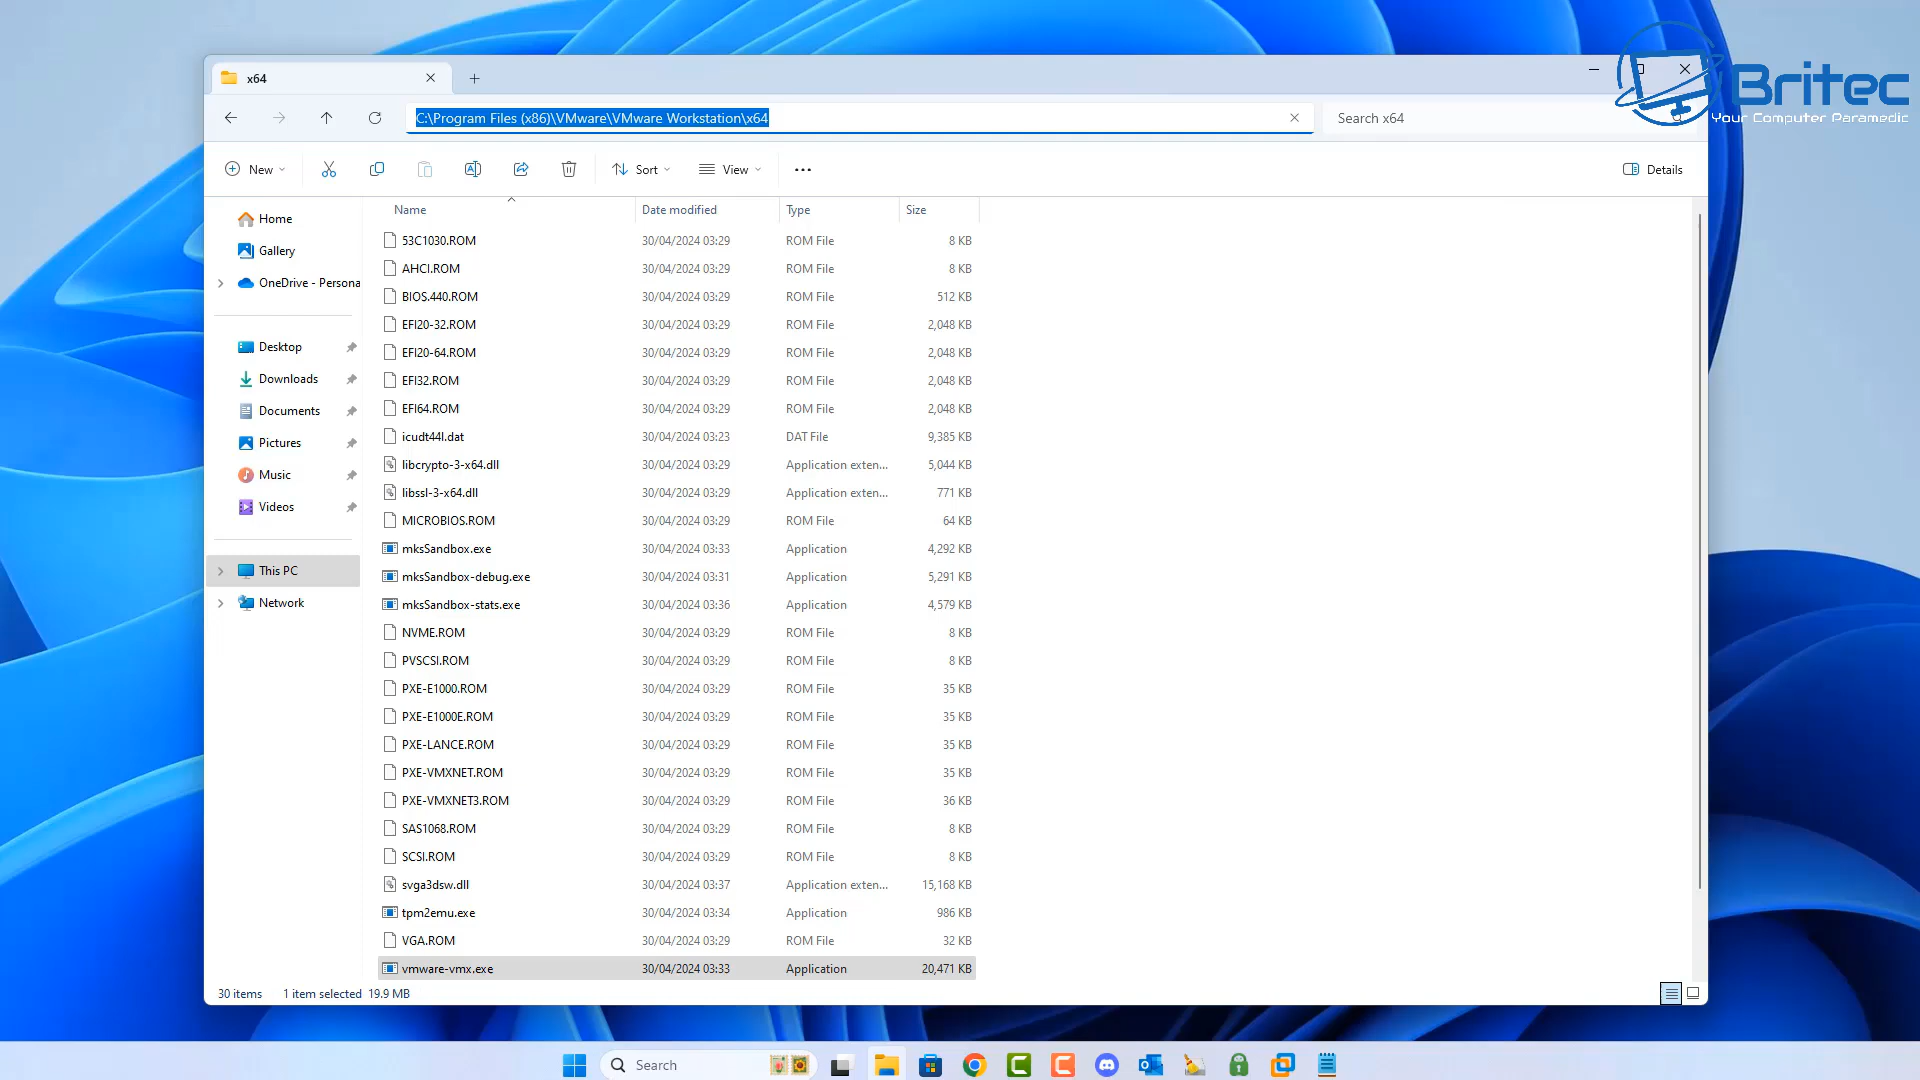 x64
C:\Program Files (x86)\VMware\VMware Workstation\x64
Search x64
Britec
Your Computer Paramedic
New
Sort
View
Details
Name Date modified Type Size
Home
Gallery
OneDrive - Persona
Desktop
Downloads
Documents
Pictures
Music
Videos
This PC
Network
53C1030.ROM 30/04/2024 03:29 ROM File 8 KB
AHCI.ROM 30/04/2024 03:29 ROM File 8 KB
BIOS.440.ROM 30/04/2024 03:29 ROM File 512 KB
EFI20-32.ROM 30/04/2024 03:29 ROM File 2,048 KB
EFI20-64.ROM 30/04/2024 03:29 ROM File 2,048 KB
EFI32.ROM 30/04/2024 03:29 ROM File 2,048 KB
EFI64.ROM 30/04/2024 03:29 ROM File 2,048 KB
icudt44l.dat 30/04/2024 03:23 DAT File 9,385 KB
libcrypto-3-x64.dll 30/04/2024 03:29 Application exten... 5,044 KB
libssl-3-x64.dll 30/04/2024 03:29 Application exten... 771 KB
MICROBIOS.ROM 30/04/2024 03:29 ROM File 64 KB
mksSandbox.exe 30/04/2024 03:33 Application 4,292 KB
mksSandbox-debug.exe 30/04/2024 03:31 Application 5,291 KB
mksSandbox-stats.exe 30/04/2024 03:36 Application 4,579 KB
NVME.ROM 30/04/2024 03:29 ROM File 8 KB
PVSCSI.ROM 30/04/2024 03:29 ROM File 8 KB
PXE-E1000.ROM 30/04/2024 03:29 ROM File 35 KB
PXE-E1000E.ROM 30/04/2024 03:29 ROM File 35 KB
PXE-LANCE.ROM 30/04/2024 03:29 ROM File 35 KB
PXE-VMXNET.ROM 30/04/2024 03:29 ROM File 35 KB
PXE-VMXNET3.ROM 30/04/2024 03:29 ROM File 36 KB
SAS1068.ROM 30/04/2024 03:29 ROM File 8 KB
SCSI.ROM 30/04/2024 03:29 ROM File 8 KB
svga3dsw.dll 30/04/2024 03:37 Application exten... 15,168 KB
tpm2emu.exe 30/04/2024 03:34 Application 986 KB
VGA.ROM 30/04/2024 03:29 ROM File 32 KB
vmware-vmx.exe 30/04/2024 03:33 Application 20,471 KB
30 items 1 item selected 19.9 MB
Search